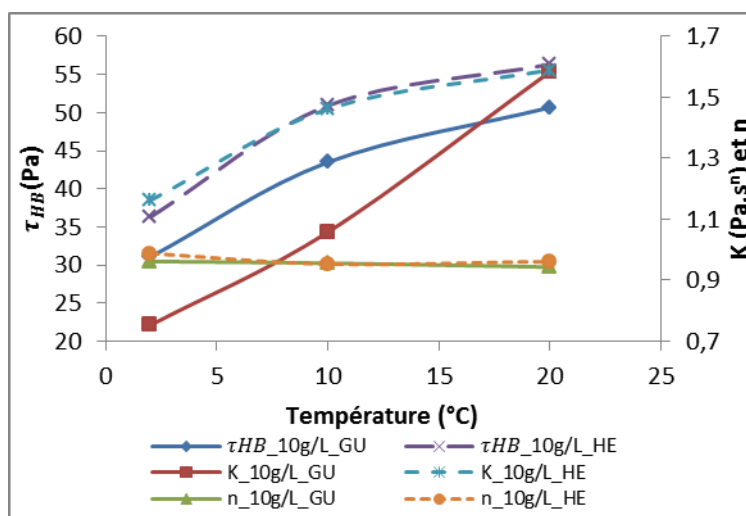 60
55
50
45
40
35
30
25
20
τHB(Pa)
1,7
1,5
1,3
1,1
0,9
0,7
K (Pa.sⁿ) et n
0 5 10 15 20 25
Température (°C)
τHB_10g/L_GU τHB_10g/L_HE
K_10g/L_GU K_10g/L_HE
n_10g/L_GU n_10g/L_HE